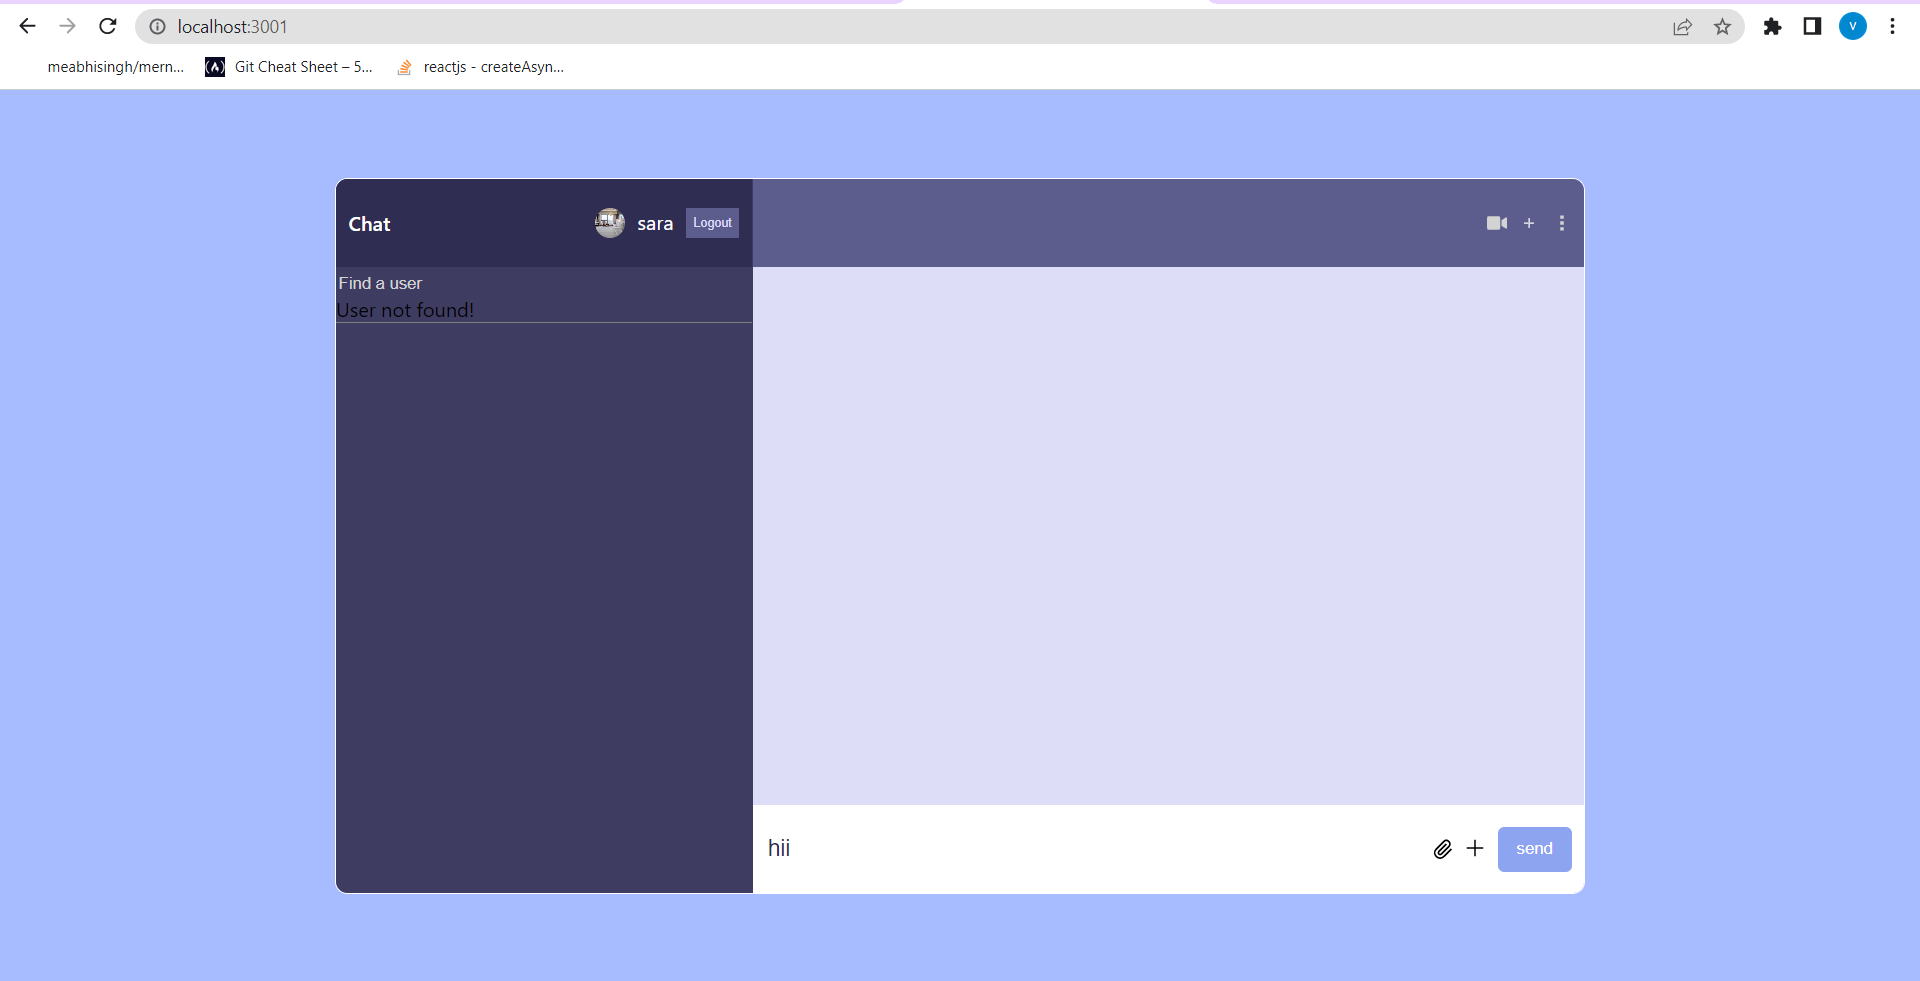 localhost:3001
V
meabhisingh/mern...
Git Cheat Sheet – 5...
reactjs - createAsyn...
Chat
sara
Logout
Find a user
User not found!
hii
send